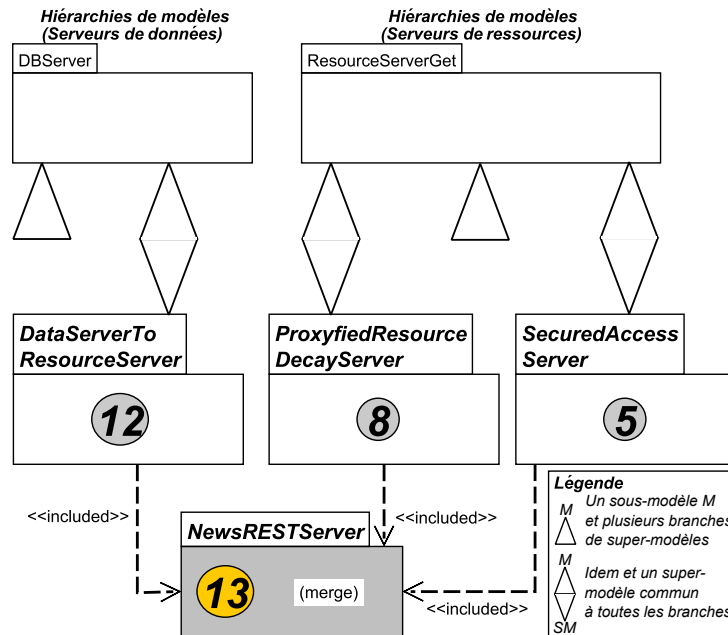 Hiérarchies de modèles
(Serveurs de données)
Hiérarchies de modèles
(Serveurs de ressources)
DBServer
ResourceServerGet
DataServerTo
ResourceServer
ProxyfiedResource
DecayServer
SecuredAccess
Server
12
8
5
<<included>>
<<included>>
<<included>>
NewsRESTServer
13
(merge)
Légende
M
Un sous-modèle M
et plusieurs branches
de super-modèles
M
Idem et un super-
modèle commun
à toutes les branches
SM